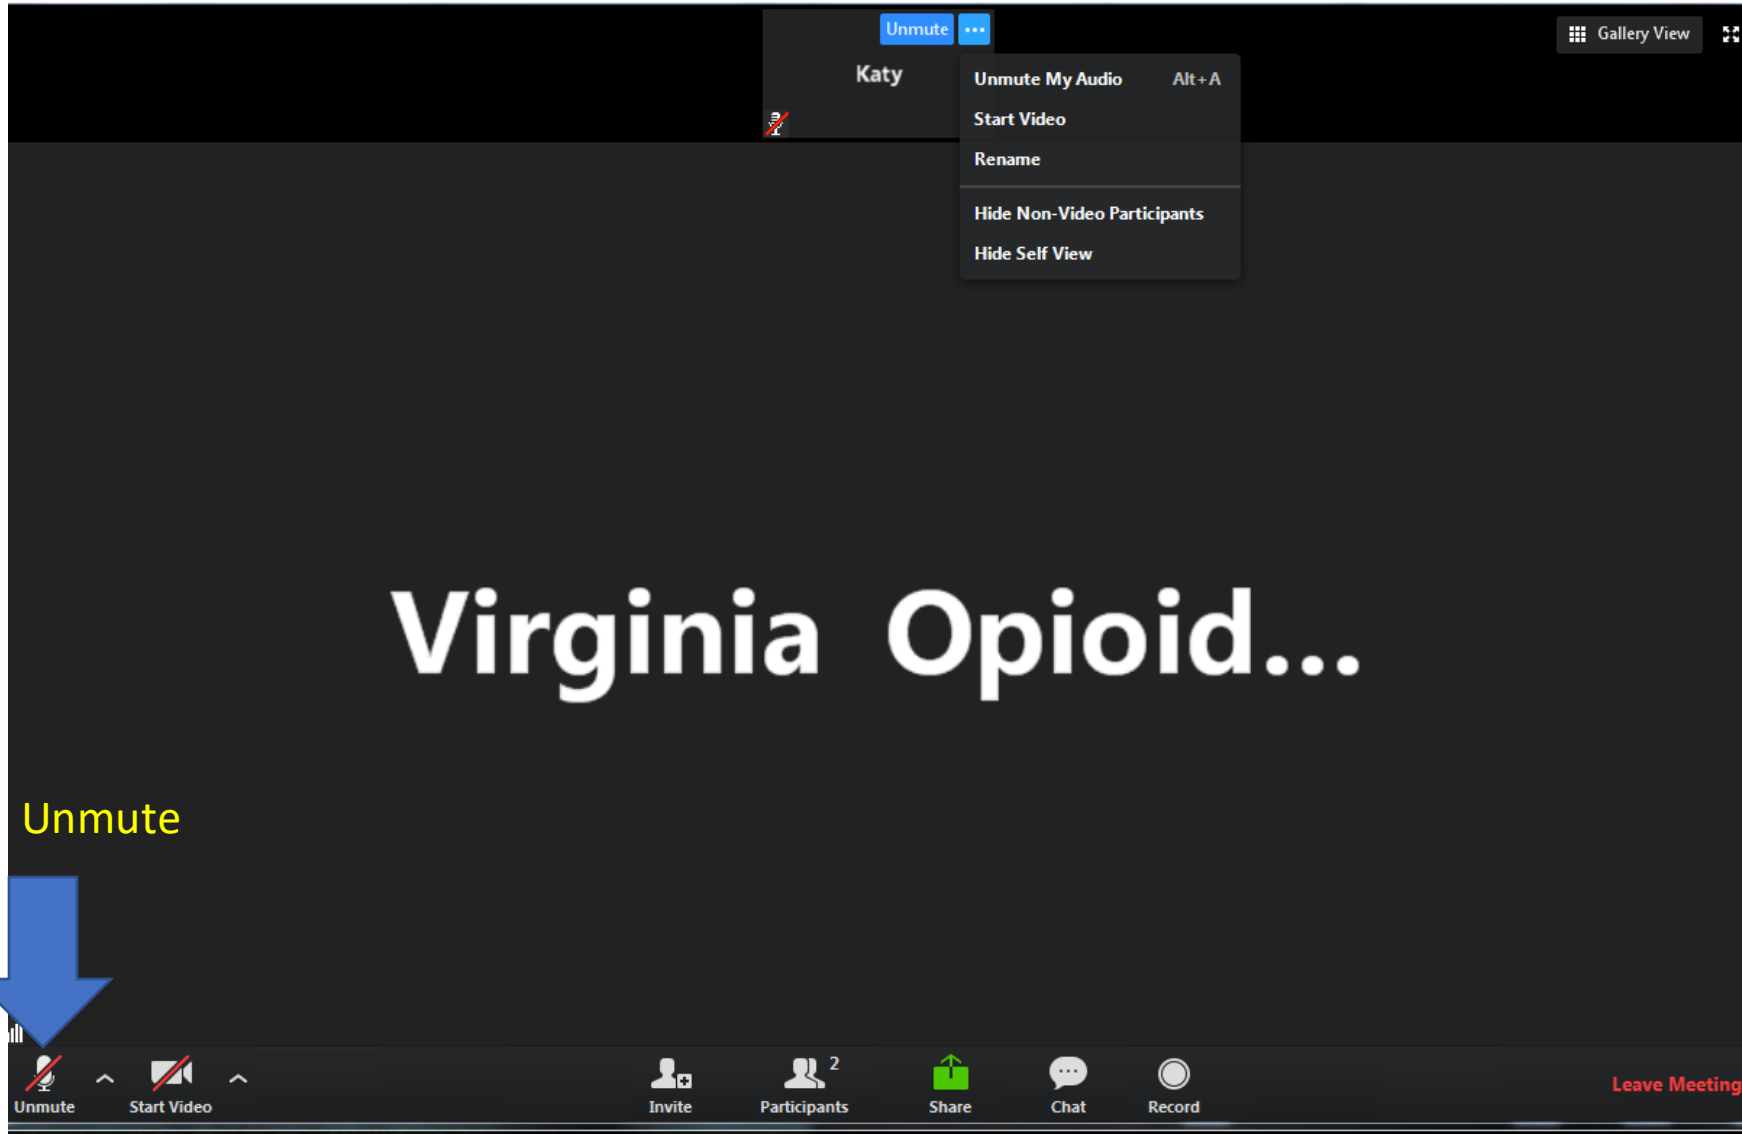 Unmute ...
Gallery View
Katy
Unmute My Audio Alt+A
Start Video
Rename
Hide Non-Video Participants
Hide Self View
Virginia Opioid...
Unmute
2
Unmute
Start Video
Invite
Participants
Share
Chat
Record
Leave Meeting